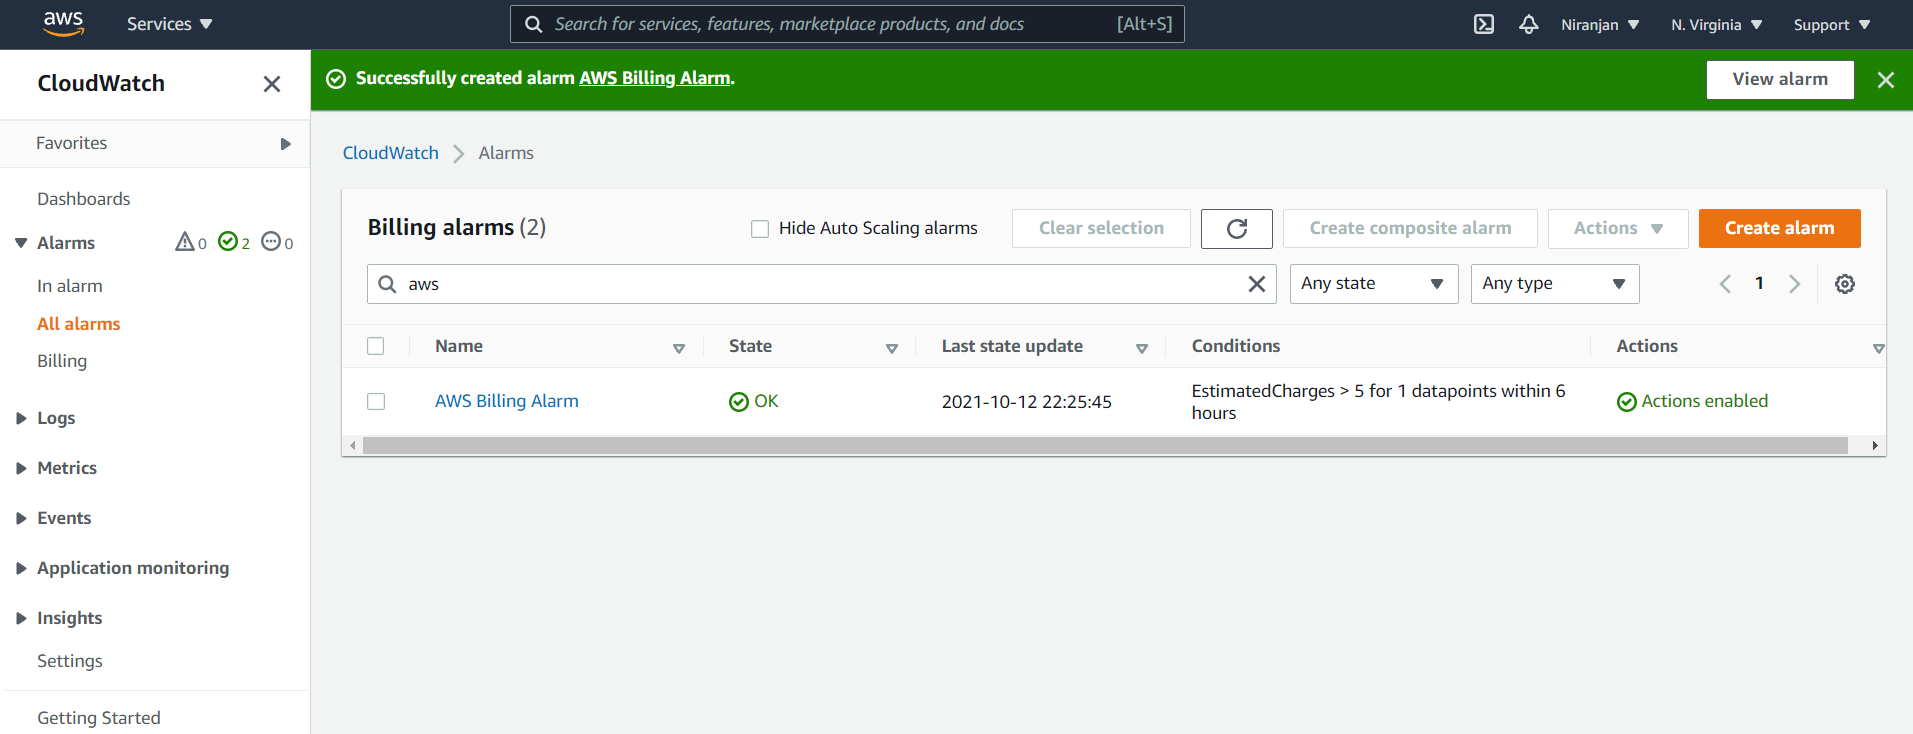 aws
Services
Search for services, features, marketplace products, and docs
[Alt+S]
Niranjan
N. Virginia
Support
CloudWatch
Favorites
Dashboards
Alarms
0
2
0
In alarm
All alarms
Billing
Logs
Metrics
Events
Application monitoring
Insights
Settings
Getting Started
Successfully created alarm AWS Billing Alarm.
View alarm
CloudWatch
Alarms
Billing alarms (2)
Hide Auto Scaling alarms
Clear selection
Create composite alarm
Actions
Create alarm
aws
Any state
Any type
1
Name
State
Last state update
Conditions
Actions
AWS Billing Alarm
OK
2021-10-12 22:25:45
EstimatedCharges > 5 for 1 datapoints within 6
hours
Actions enabled